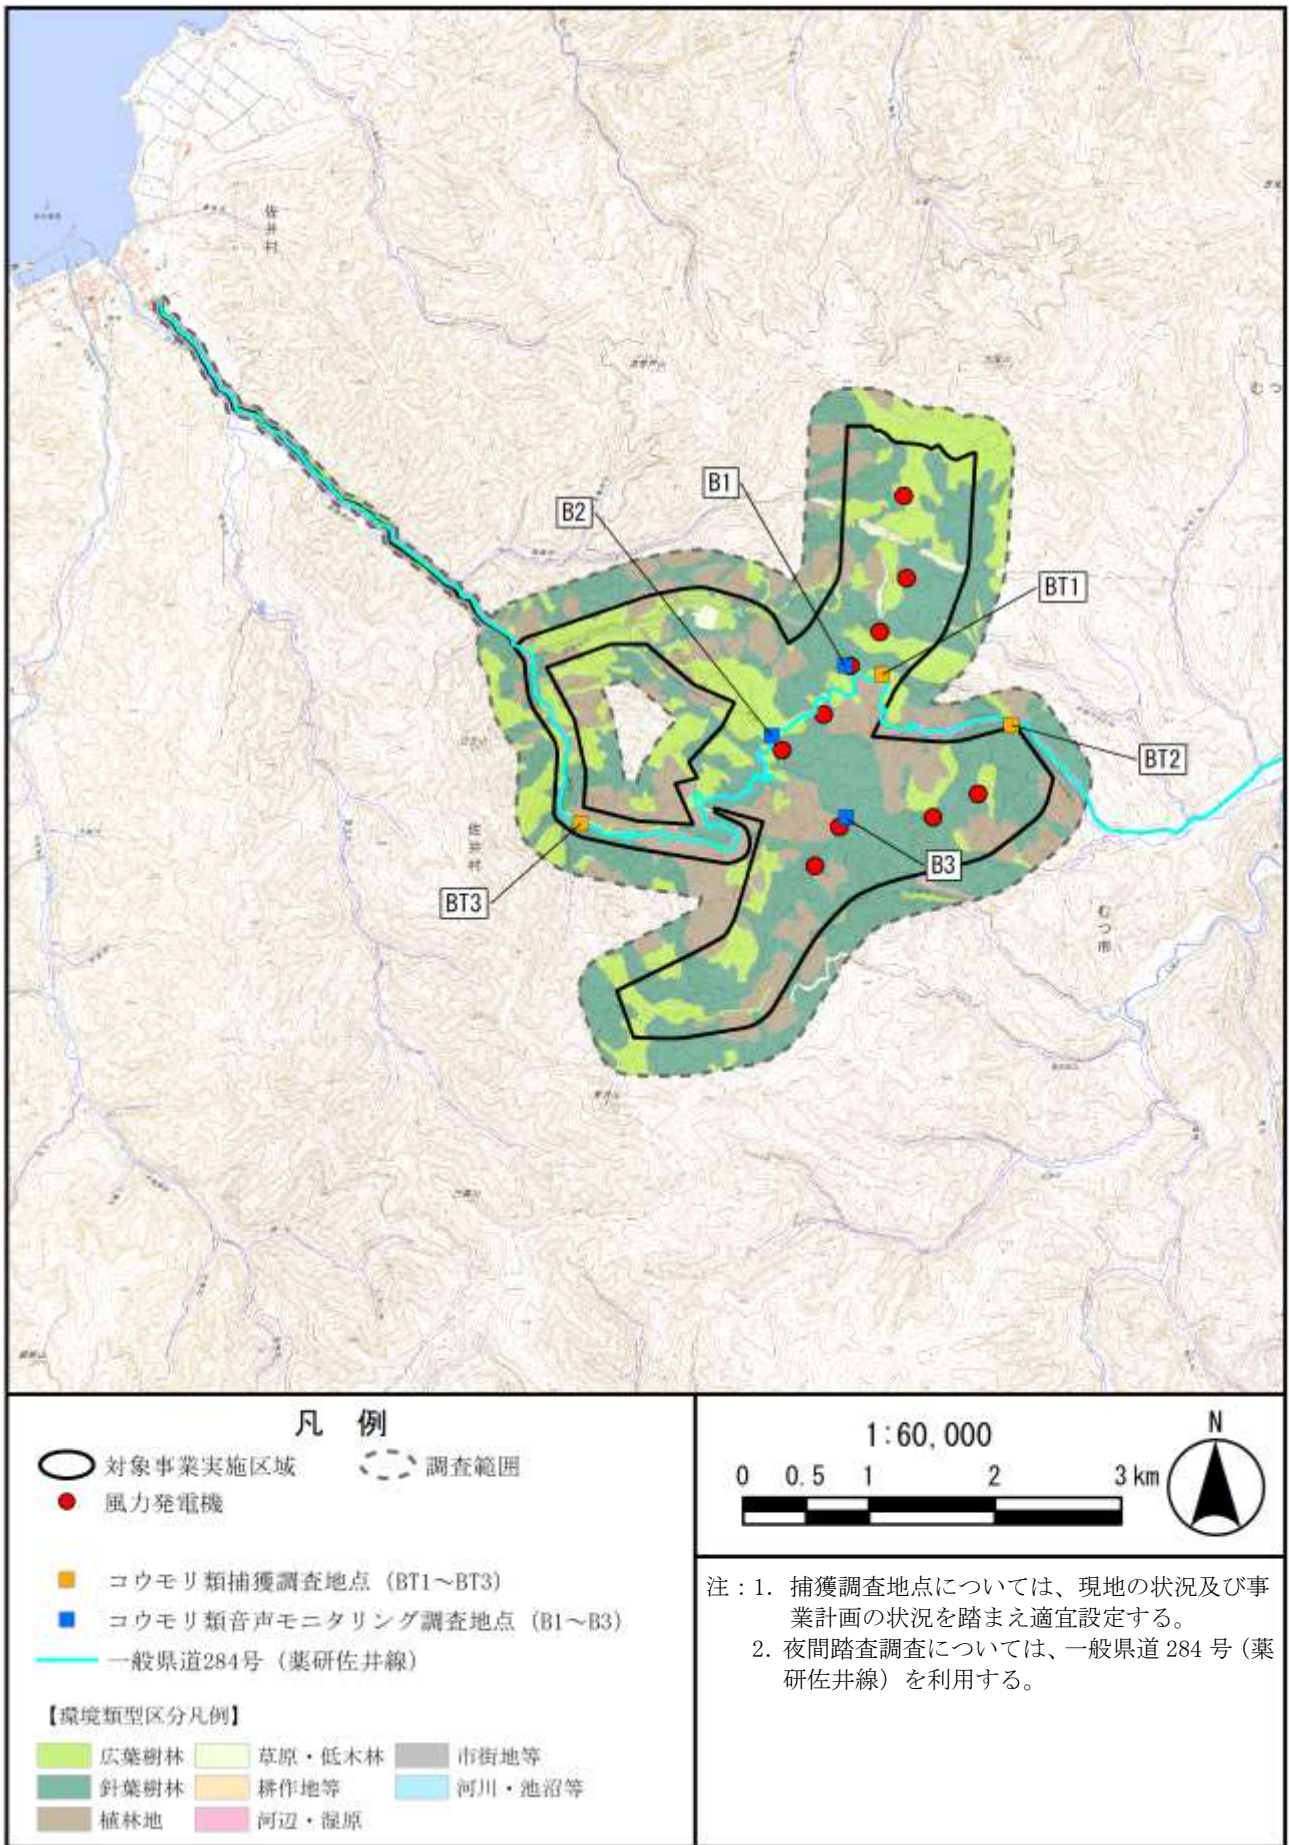 佐井村
むつ
B1
B2
BT1
BT2
B3
佐井村
BT3
むつ市
凡 例
対象事業実施区域
調査範囲
風力発電機
コウモリ類捕獲調査地点 (BT1～BT3)
コウモリ類音声モニタリング調査地点 (B1～B3)
一般県道284号 (薬研佐井線)
【環境類型区分凡例】
広葉樹林
草原・低木林
市街地等
針葉樹林
耕作地等
河川・池沼等
植林地
河辺・湿原
1:60,000
0 0.5 1 2 3 km
N
注：1. 捕獲調査地点については、現地の状況及び事
業計画の状況を踏まえ適宜設定する。
2. 夜間踏査調査については、一般県道 284 号（薬
研佐井線）を利用する。